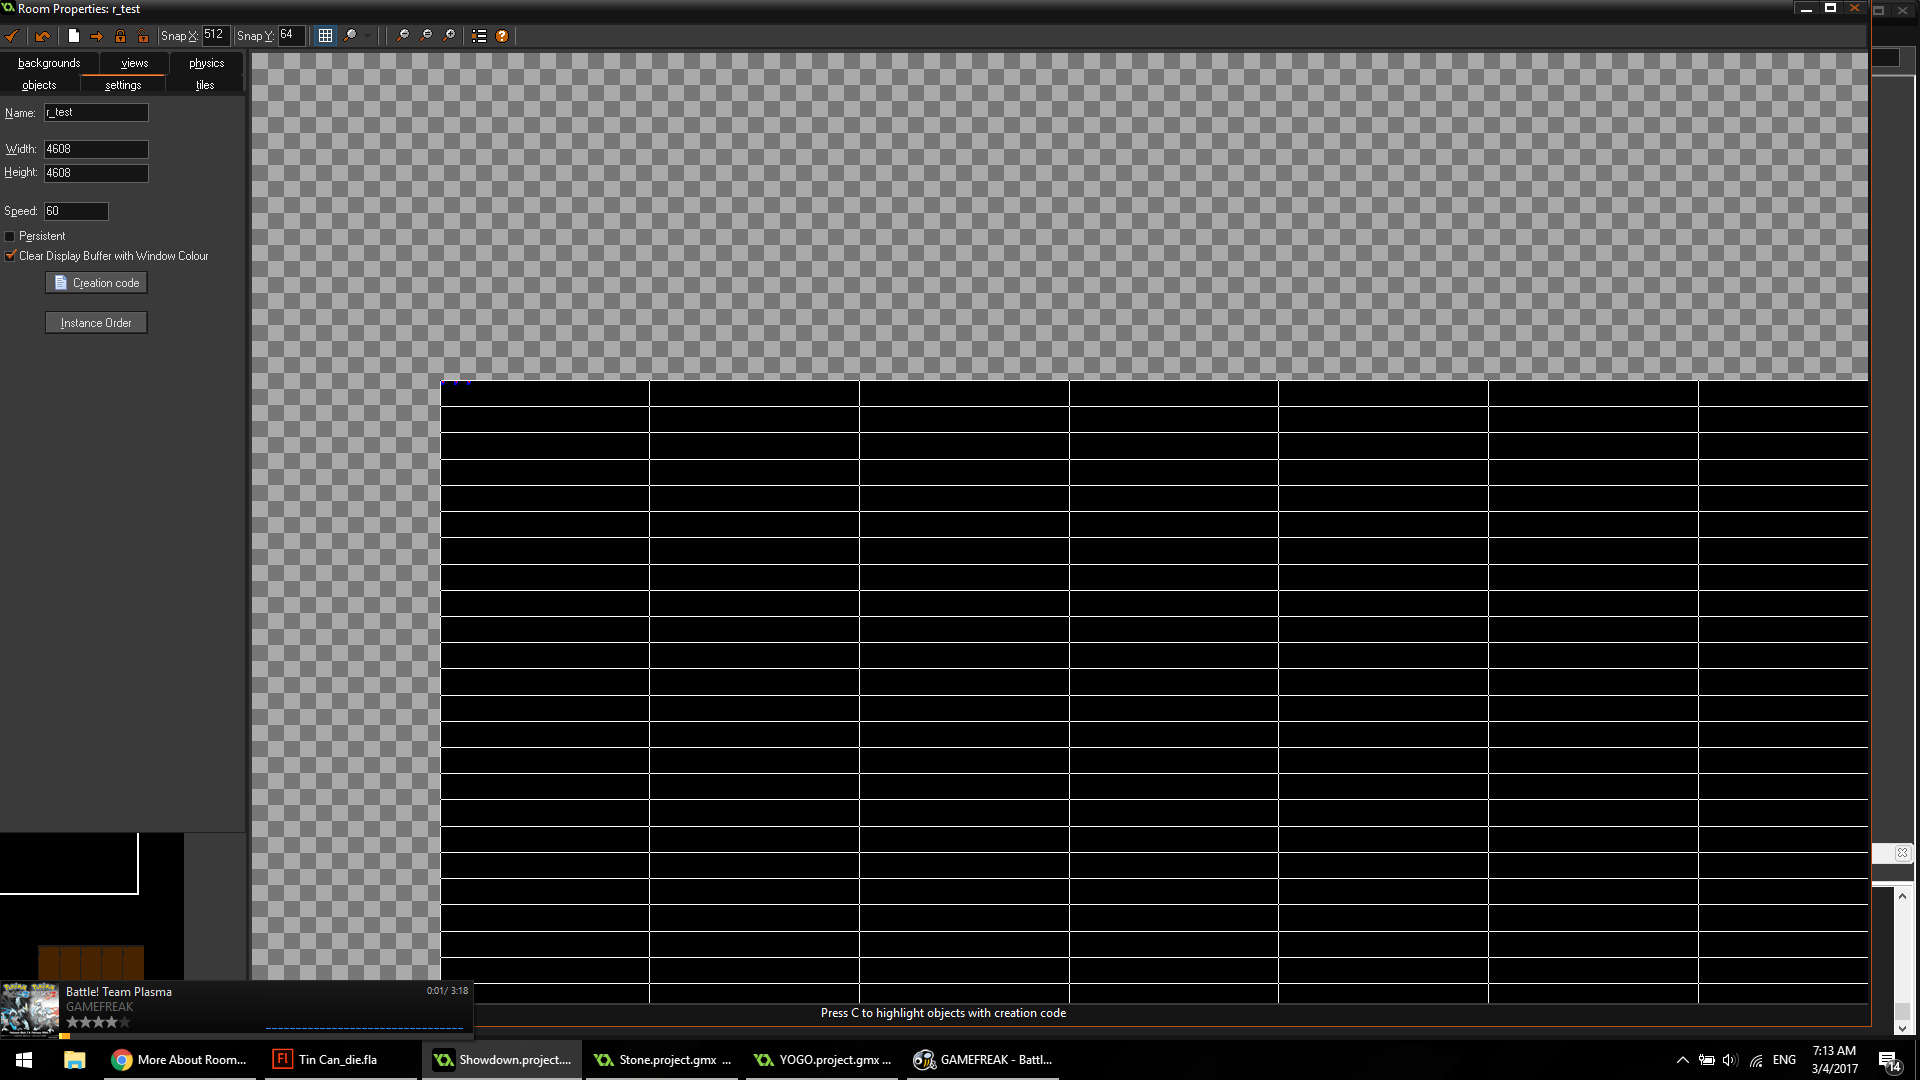 Room Properties: r_test
Snap X: 512 Snap Y: 64
backgrounds views physics
objects settings tiles
Name: r_test
Width: 4608
Height: 4608
Speed: 60
Persistent
Clear Display Buffer with Window Colour
Creation code
Instance Order
Battle! Team Plasma 0:01/ 3:18
GAMEFREAK
Press C to highlight objects with creation code
More About Room... Tin Can_die.fla Showdown.project.... Stone.project.gmx ... YOGO.project.gmx ... GAMEFREAK - Battl... ENG 7:13 AM
3/4/2017 14